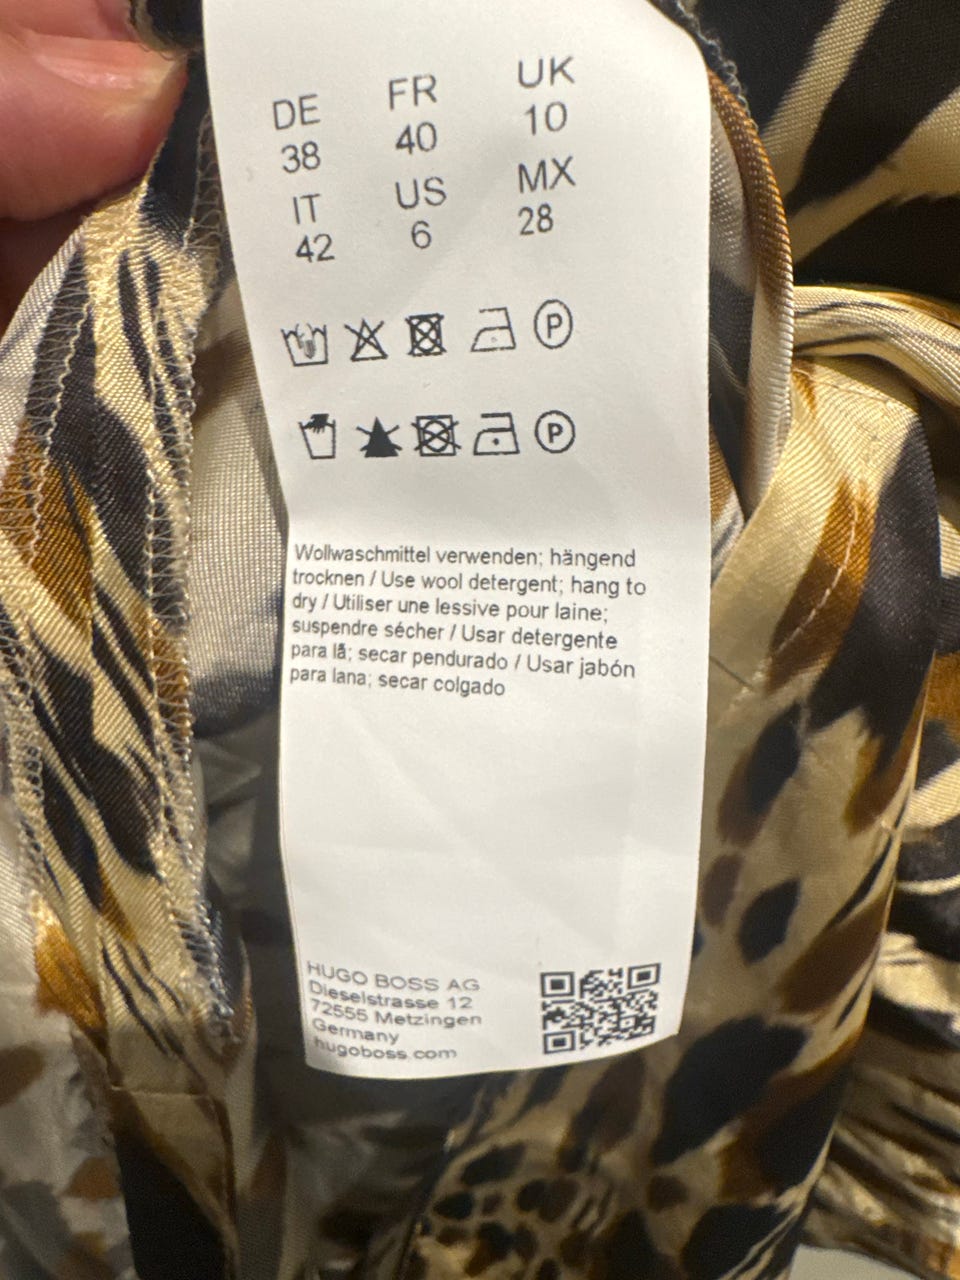 DE FR UK
38 40 10
IT US MX
42 6 28
P
P
Wollwaschmittel verwenden; hängend
trocknen / Use wool detergent; hang to
dry / Utiliser une lessive pour laine;
suspendre sécher / Usar detergente
para lã; secar pendurado / Usar jabón
para lana; secar colgado
HUGO BOSS AG
Dieselstrasse 12
72555 Metzingen
Germany
hugoboss.com